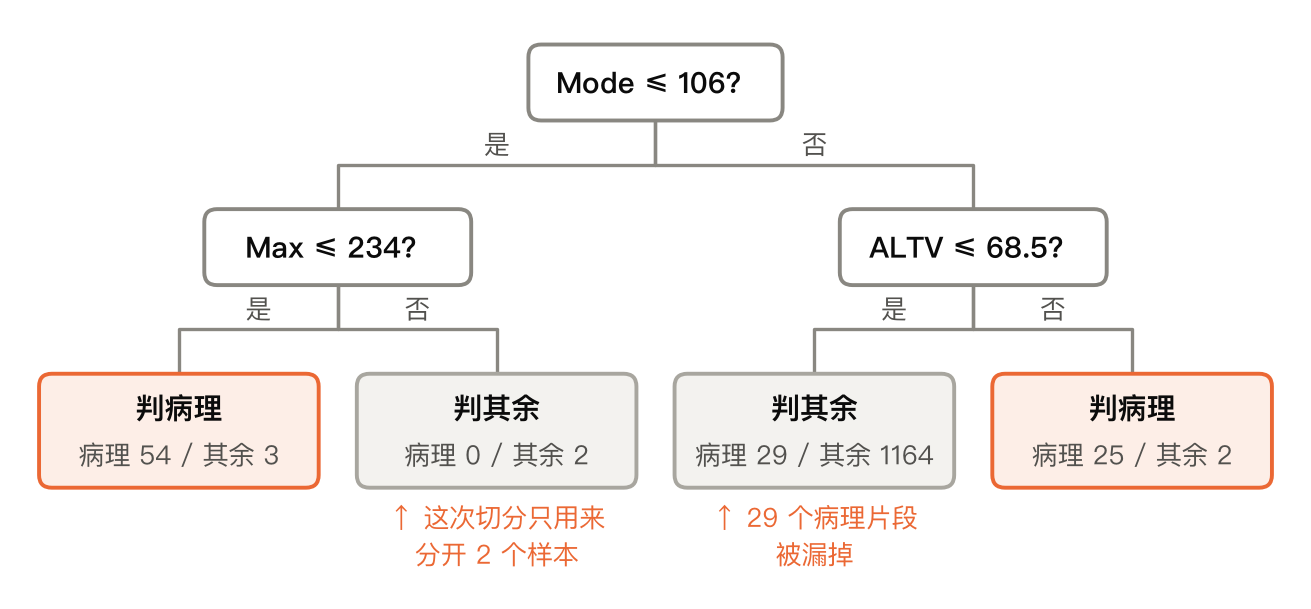 Mode ⩽ 106?
是
否
Max ⩽ 234?
ALTV ⩽ 68.5?
是
否
是
否
判病理
病理 54 / 其余 3
判其余
病理 0 / 其余 2
判其余
病理 29 / 其余 1164
判病理
病理 25 / 其余 2
↑ 这次切分只用来
分开 2 个样本
↑ 29 个病理片段
被漏掉